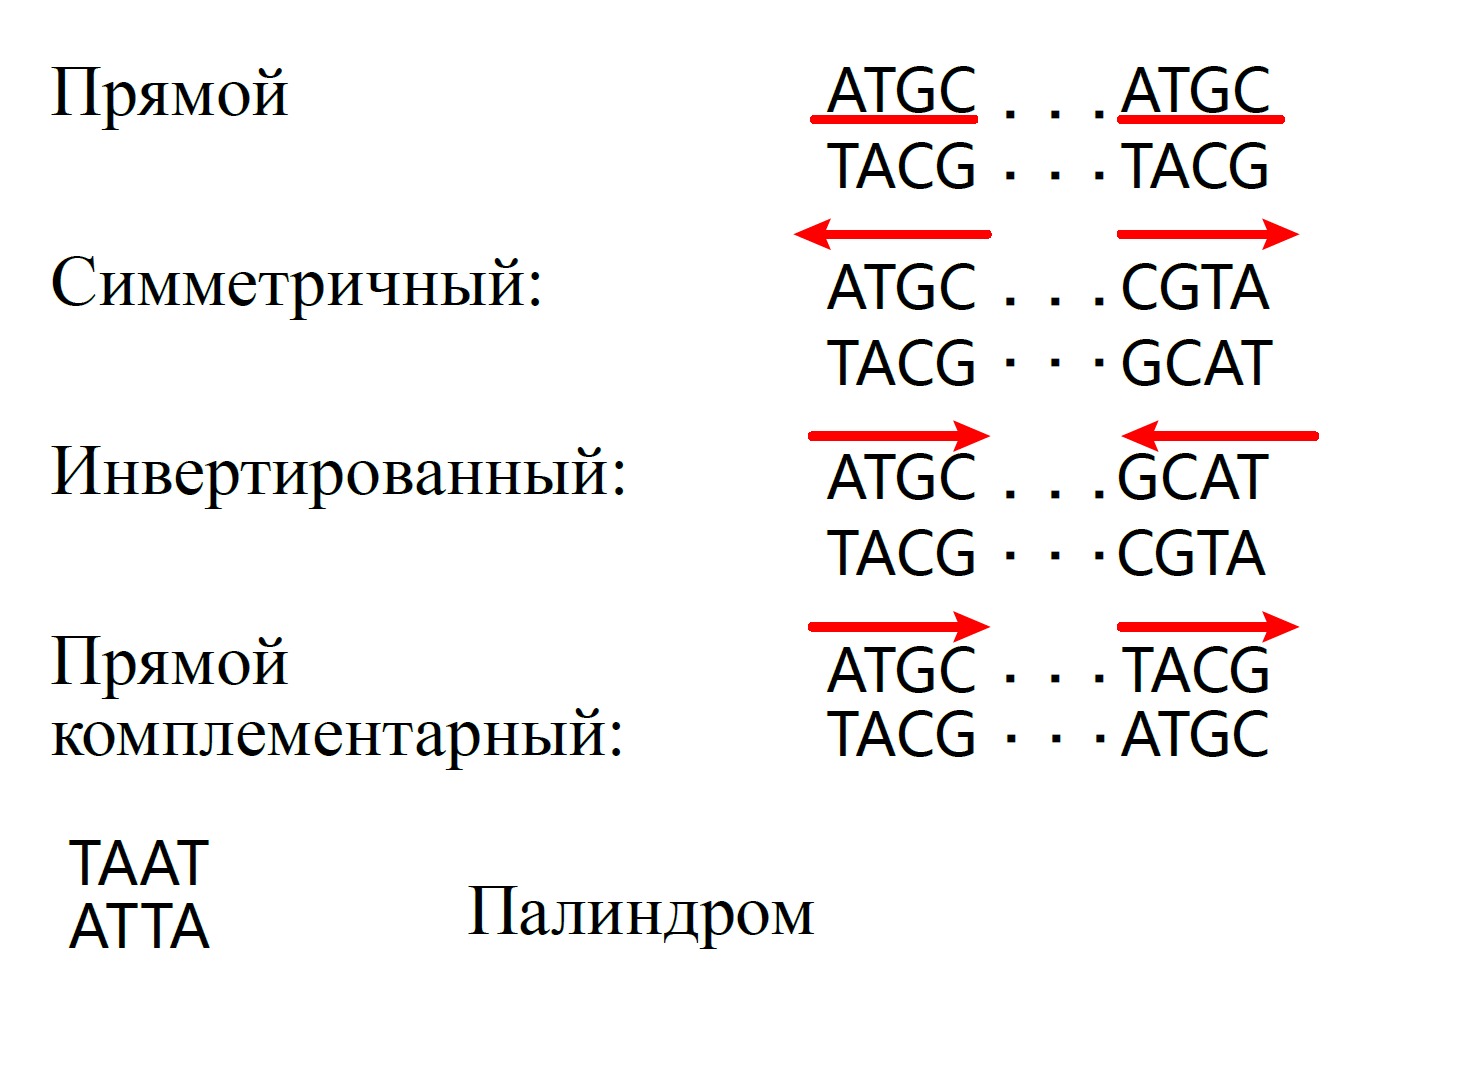 Прямой ATGC . . . ATGC
TACG . . . TACG
Симметричный: ATGC . . . CGTA
TACG . . . GCAT
Инвертированный: ATGC . . . GCAT
TACG . . . CGTA
Прямой ATGC . . . TACG
комплементарный: TACG . . . ATGC
TAAT
ATTA
Палиндром